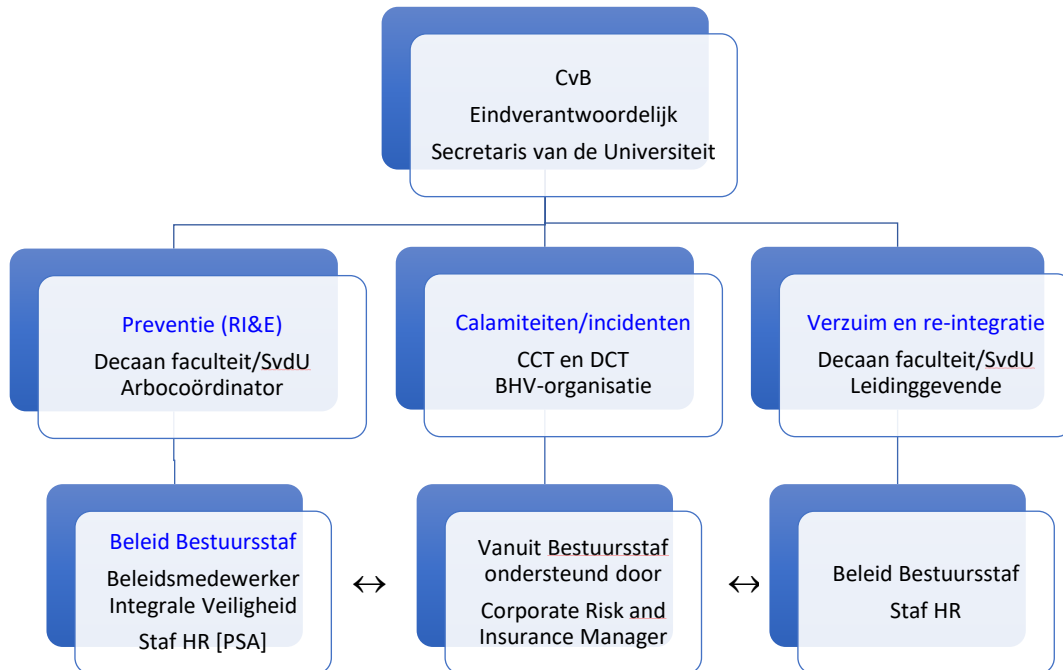 CvB
Eindverantwoordelijk
Secretaris van de Universiteit
Preventie (RI&E)
Decaan faculteit/SvdU
Arbocoördinator
Calamiteiten/incidenten
CCT en DCT
BHV-organisatie
Verzuim en re-integratie
Decaan faculteit/SvdU
Leidinggevende
Beleid Bestuursstaf
Beleidsmedewerker
Integrale Veiligheid
Staf HR [PSA]
↔
Vanuit Bestuursstaf
ondersteund door
Corporate Risk and
Insurance Manager
↔
Beleid Bestuursstaf
Staf HR